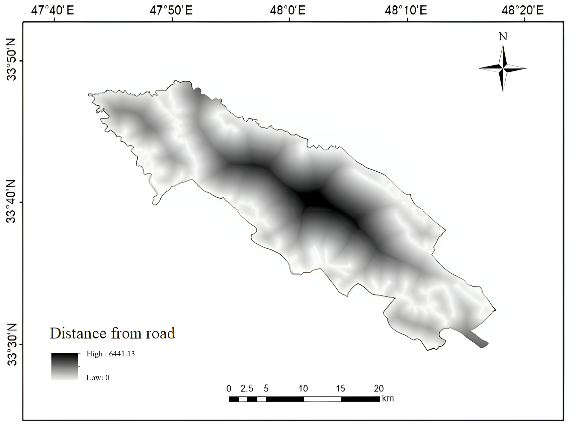 47°40'E 47°50'E 48°0'E 48°10'E 48°20'E
N
33°50'N
33°40'N
33°30'N
Distance from road
High : 6441.13
Low: 0
0 2.5 5 10 15 20
km